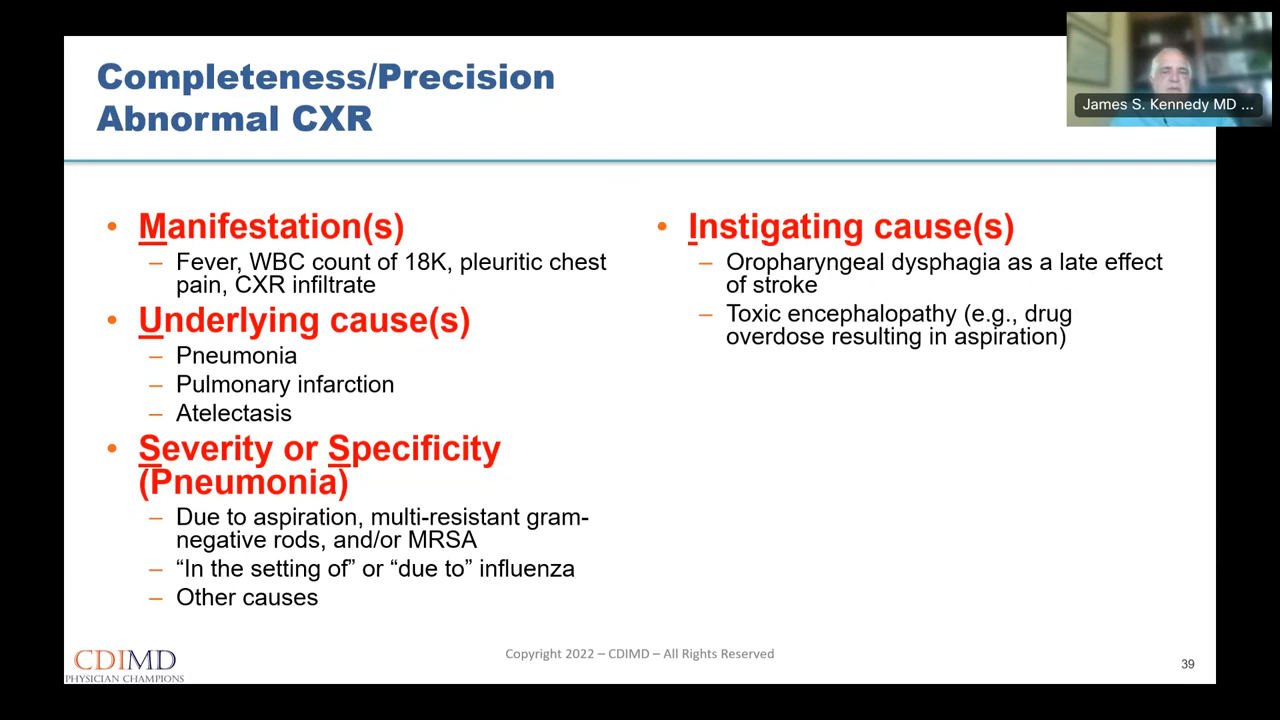 Completeness/Precision
Abnormal CXR
James S. Kennedy MD ...
• Manifestation(s)
– Fever, WBC count of 18K, pleuritic chest
pain, CXR infiltrate
• Underlying cause(s)
– Pneumonia
– Pulmonary infarction
– Atelectasis
• Severity or Specificity
(Pneumonia)
– Due to aspiration, multi-resistant gram-
negative rods, and/or MRSA
– “In the setting of” or “due to” influenza
– Other causes
• Instigating cause(s)
– Oropharyngeal dysphagia as a late effect
of stroke
– Toxic encephalopathy (e.g., drug
overdose resulting in aspiration)
CDIMD
PHYSICIAN CHAMPIONS
Copyright 2022 – CDIMD – All Rights Reserved
39